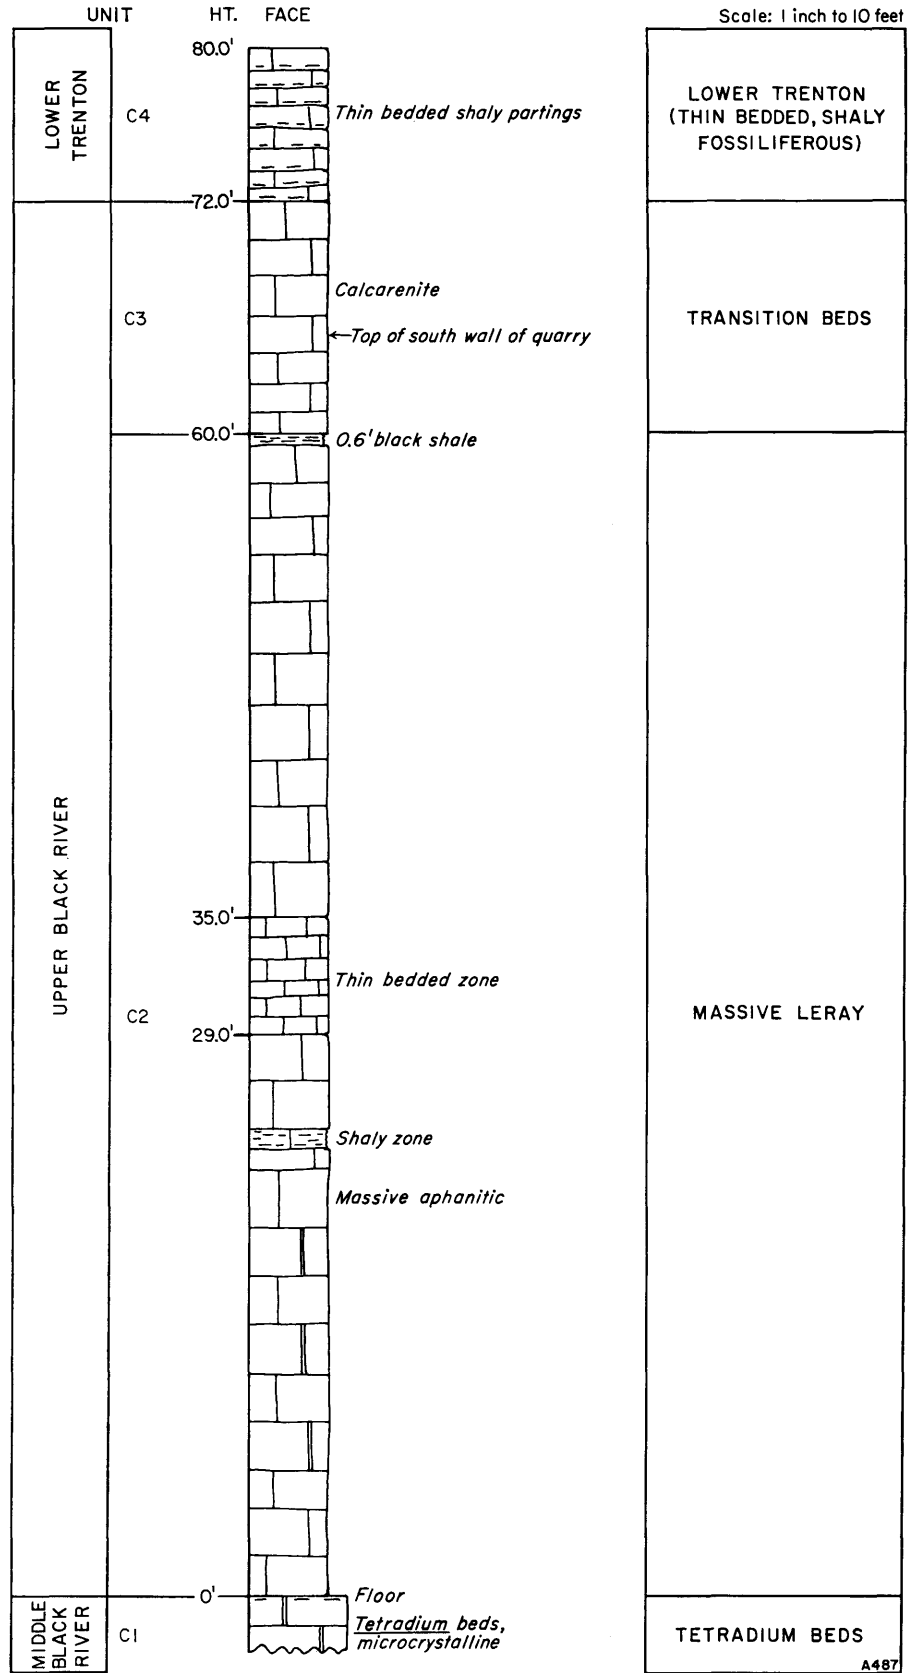 UNIT HT. FACE Scale: 1 inch to 10 feet
80.0'
LOWER
TRENTON
C4
Thin bedded shaly partings
LOWER TRENTON
(THIN BEDDED, SHALY
FOSSILIFEROUS)
72.0'
UPPER BLACK RIVER
C3
Calcarenite
←Top of south wall of quarry
TRANSITION BEDS
60.0'
0.6' black shale
35.0'
Thin bedded zone
C2
MASSIVE LERAY
29.0'
Shaly zone
Massive aphanitic
0'
Floor
MIDDLE
BLACK
RIVER
C1
Tetradium beds,
microcrystalline
TETRADIUM BEDS
A487